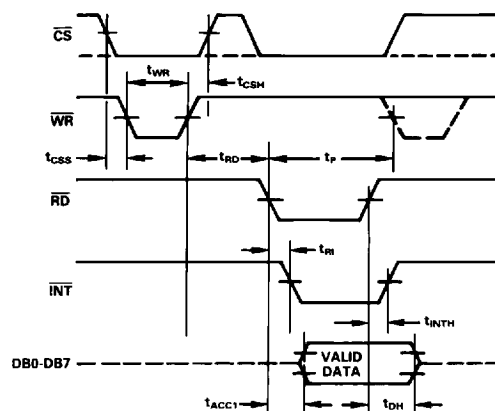 CS
tWR
tCSH
WR
tCSS
tRD
tP
RD
tRI
INT
tINTH
DB0-DB7
VALID
DATA
tACC1
tDH